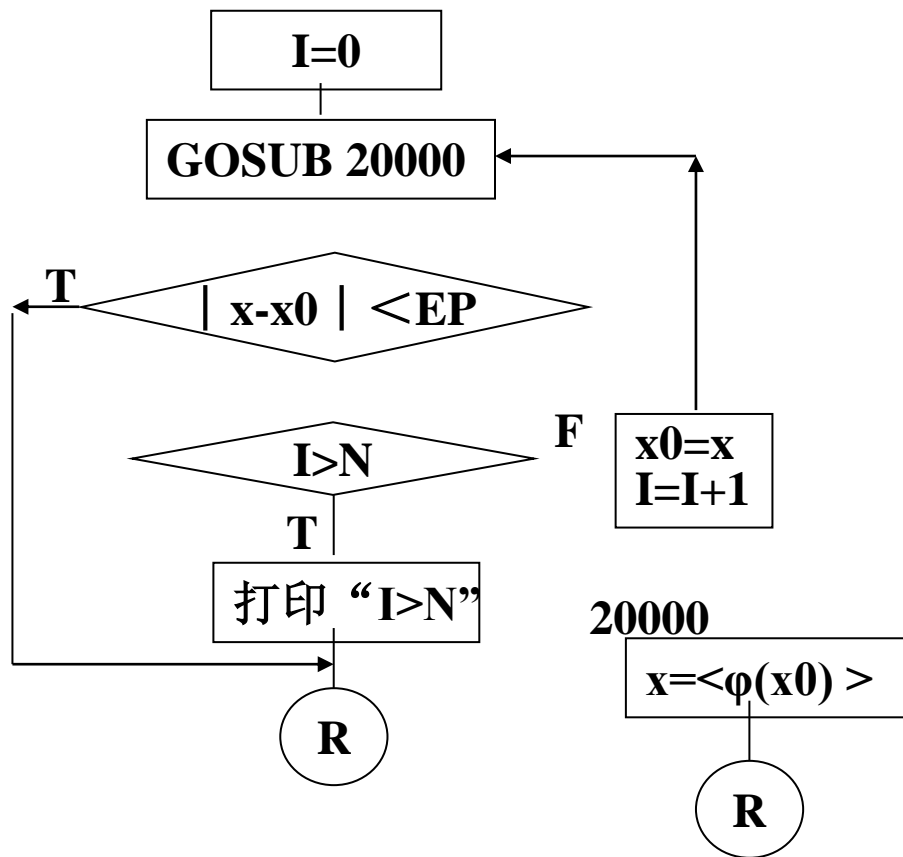 I=0
GOSUB 20000
T
｜x-x0｜<EP
I>N
F
x0=x
I=I+1
T
打印“I>N”
20000
x=<φ(x0) >
R
R